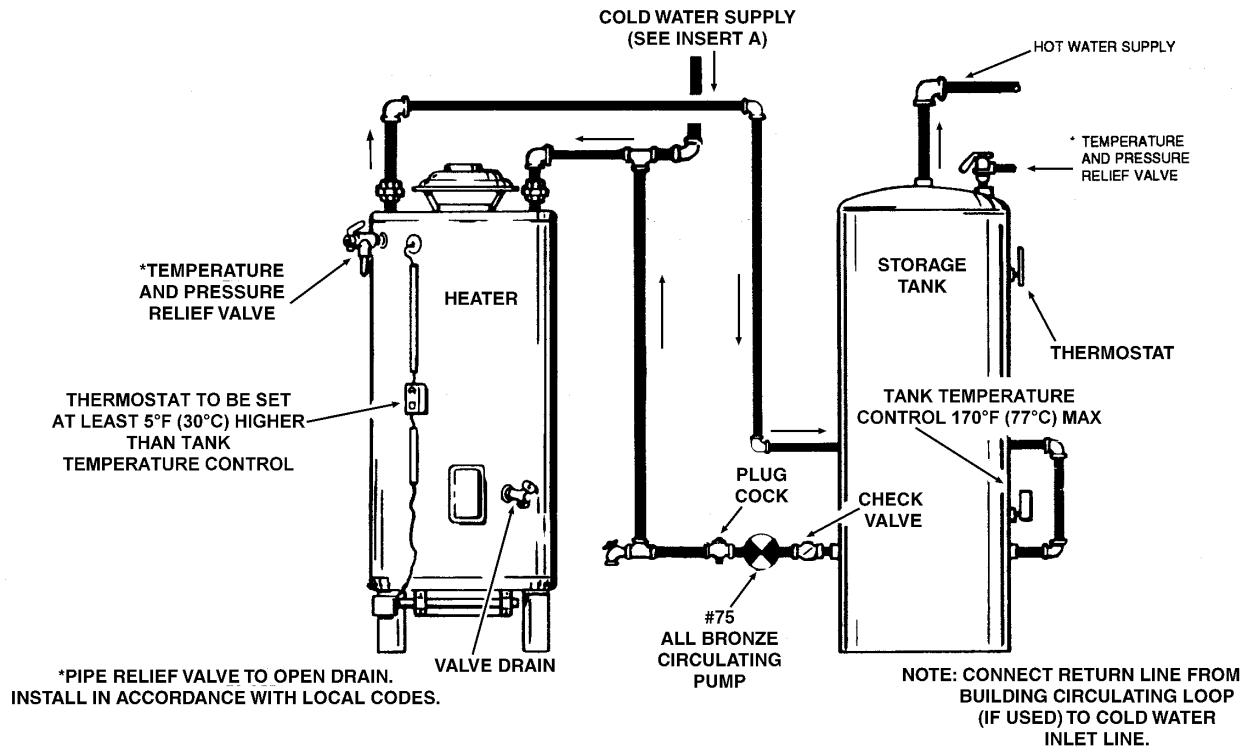 COLD WATER SUPPLY
(SEE INSERT A)
HOT WATER SUPPLY
* TEMPERATURE
AND PRESSURE
RELIEF VALVE
*TEMPERATURE
AND PRESSURE
RELIEF VALVE
HEATER
STORAGE
TANK
THERMOSTAT
THERMOSTAT TO BE SET
AT LEAST 5°F (30°C) HIGHER
THAN TANK
TEMPERATURE CONTROL
TANK TEMPERATURE
CONTROL 170°F (77°C) MAX
PLUG
COCK
CHECK
VALVE
#75
ALL BRONZE
CIRCULATING
PUMP
VALVE DRAIN
*PIPE RELIEF VALVE TO OPEN DRAIN.
INSTALL IN ACCORDANCE WITH LOCAL CODES.
NOTE: CONNECT RETURN LINE FROM
BUILDING CIRCULATING LOOP
(IF USED) TO COLD WATER
INLET LINE.